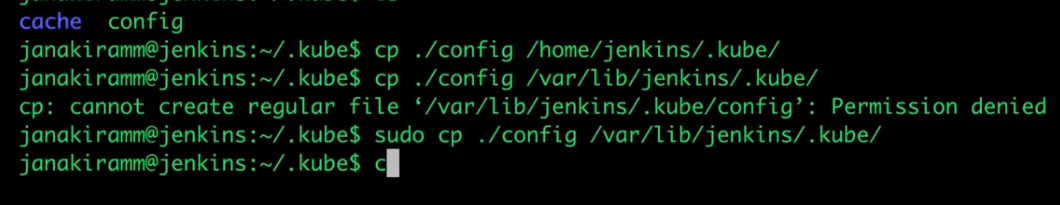 cache  config
janakiramm@jenkins:~/.kube$ cp ./config /home/jenkins/.kube/
janakiramm@jenkins:~/.kube$ cp ./config /var/lib/jenkins/.kube/
cp: cannot create regular file ‘/var/lib/jenkins/.kube/config’: Permission denied
janakiramm@jenkins:~/.kube$ sudo cp ./config /var/lib/jenkins/.kube/
janakiramm@jenkins:~/.kube$ c